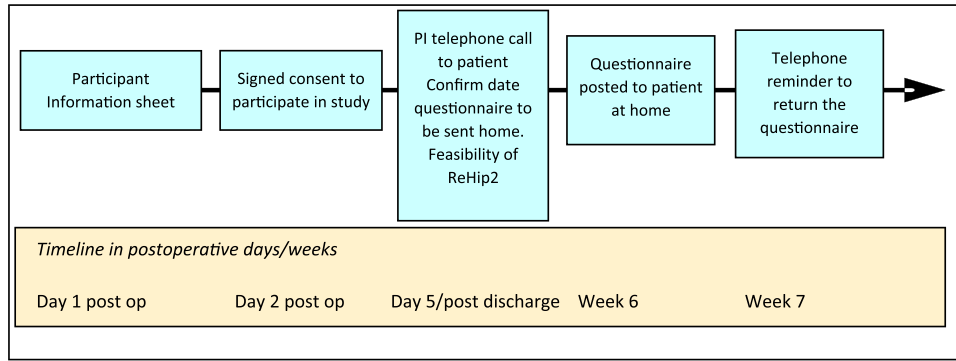 Participant
Information sheet
Signed consent to
participate in study
PI telephone call
to patient
Confirm date
questionnaire to
be sent home.
Feasibility of
ReHip2
Questionnaire
posted to patient
at home
Telephone
reminder to
return the
questionnaire
Timeline in postoperative days/weeks
Day 1 post op
Day 2 post op
Day 5/post discharge
Week 6
Week 7